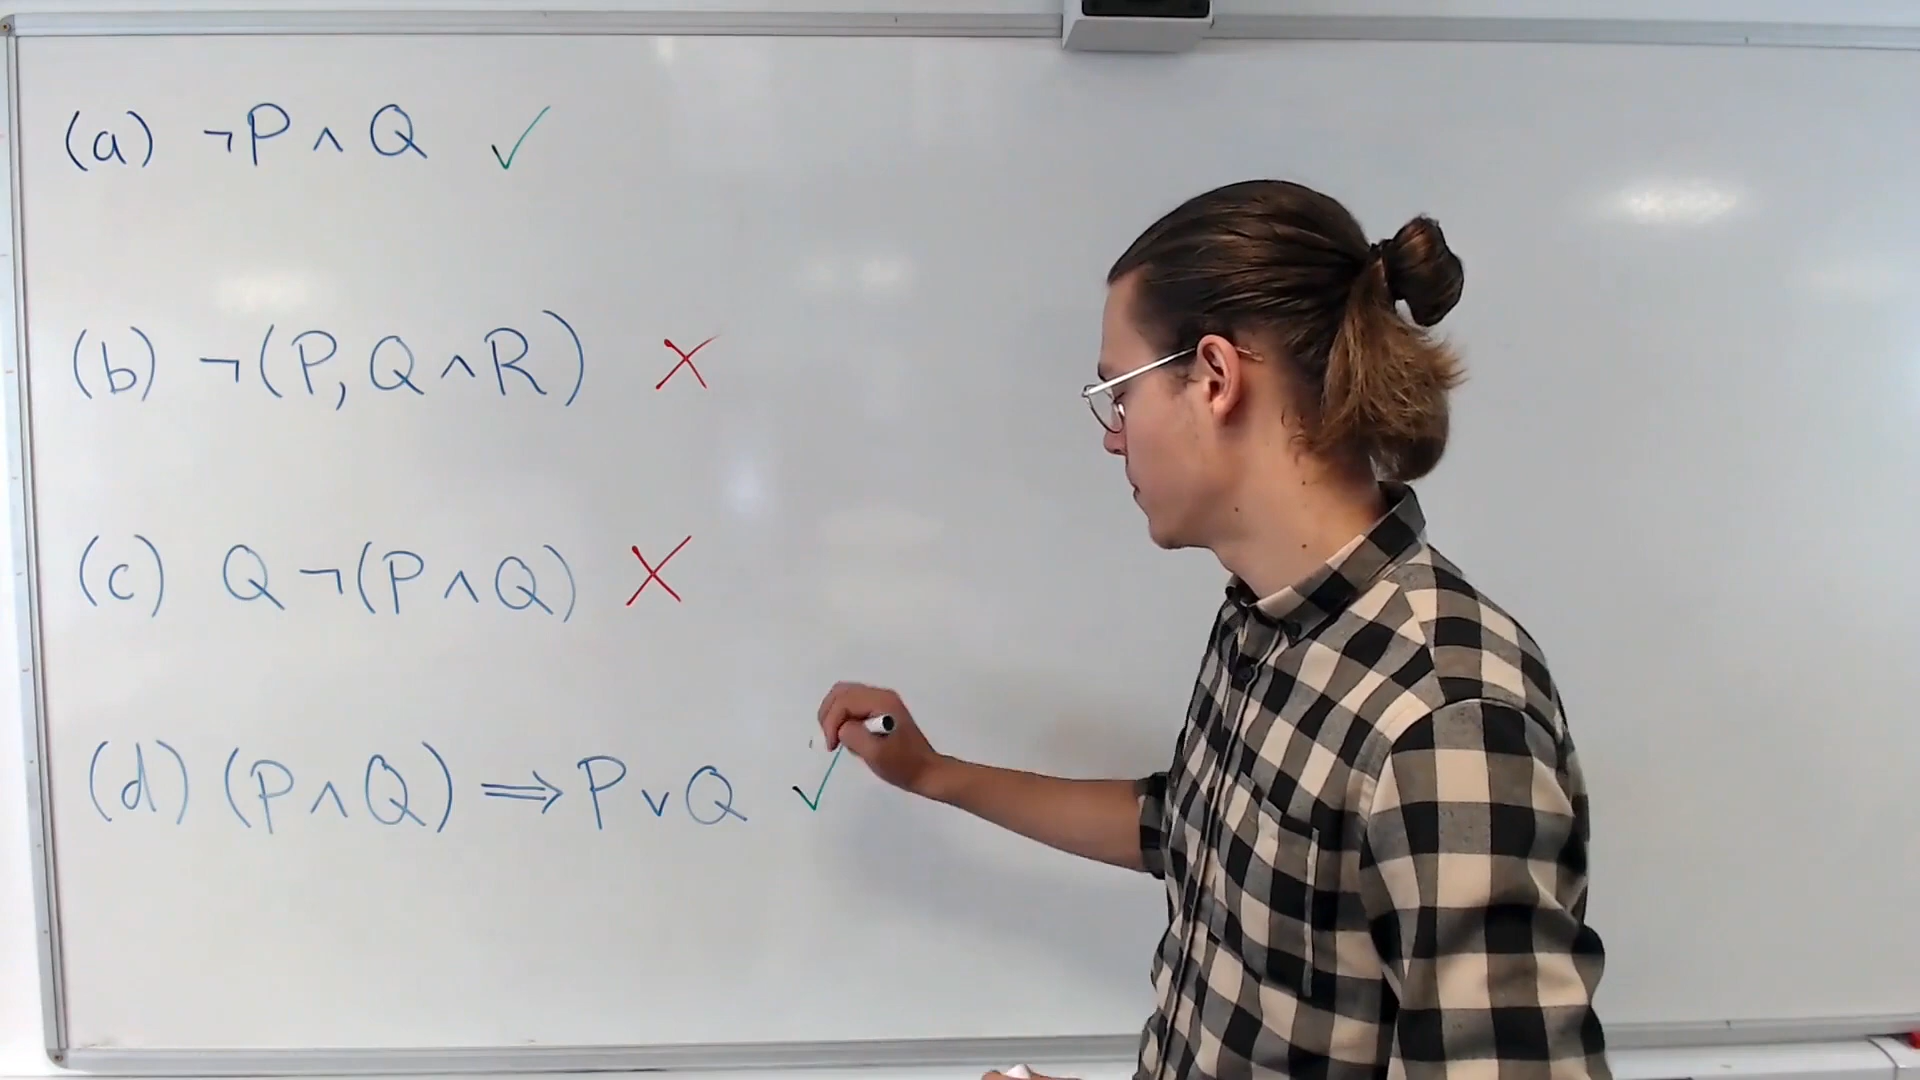 (a) ¬P ∧ Q ✓
(b) ¬(P, Q ∧ R) ✗
(c) Q ¬(P ∧ Q) ✗
(d) (P ∧ Q) ⟹ P ∨ Q ✓